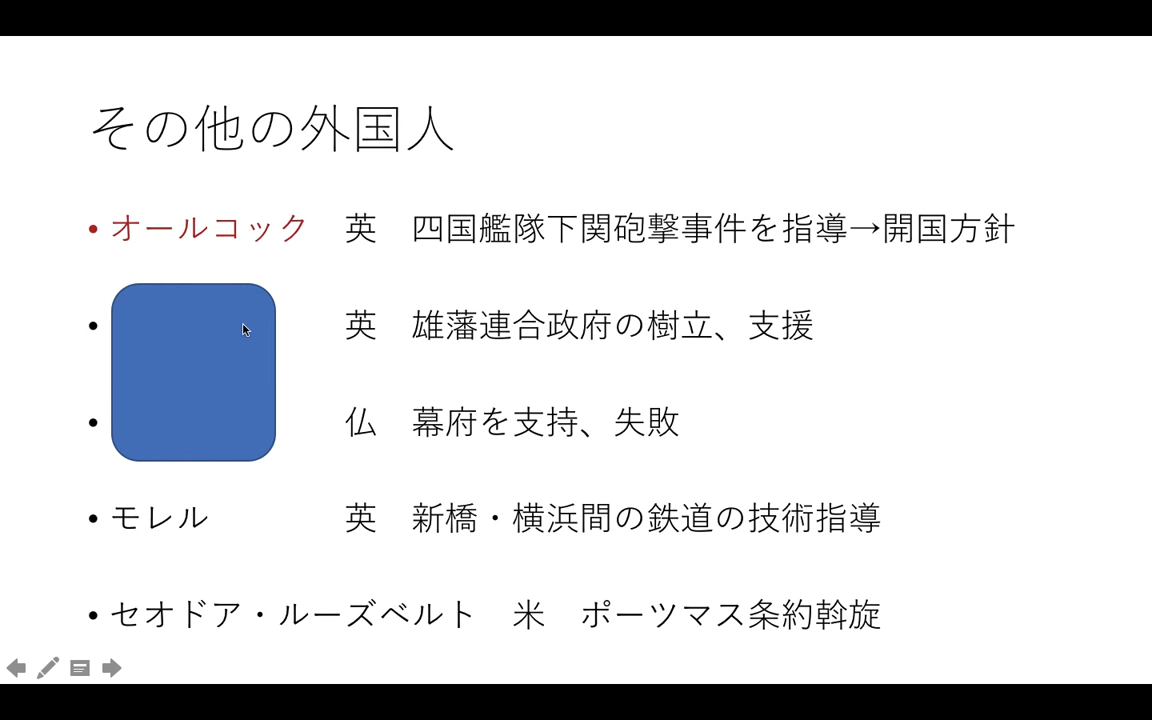 その他の外国人
• オールコック 英 四国艦隊下関砲撃事件を指導→開国方針
• 英 雄藩連合政府の樹立、支援
• 仏 幕府を支持、失敗
• モレル 英 新橋・横浜間の鉄道の技術指導
• セオドア・ルーズベルト 米 ポーツマス条約斡旋